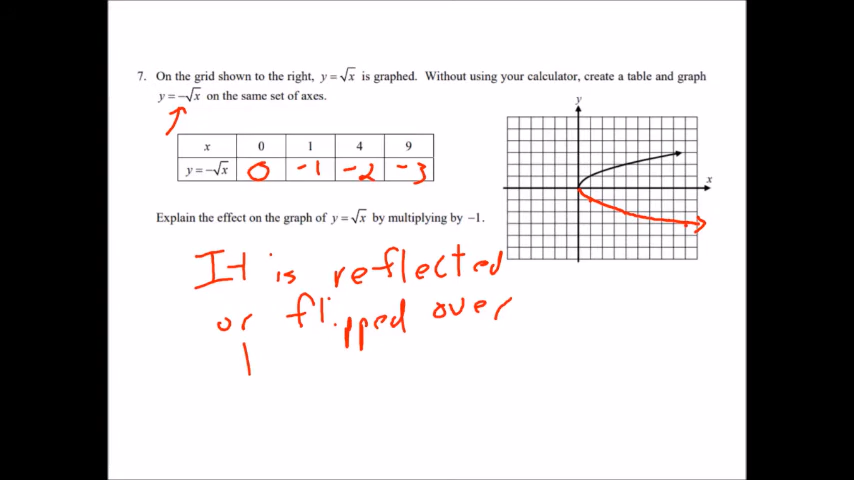 7. On the grid shown to the right, y = √x is graphed. Without using your calculator, create a table and graph
y = −√x on the same set of axes.
x 0 1 4 9
y = −√x 0 -1 -2 -3
Explain the effect on the graph of y = √x by multiplying by −1.
It is reflected
or flipped over
y
x